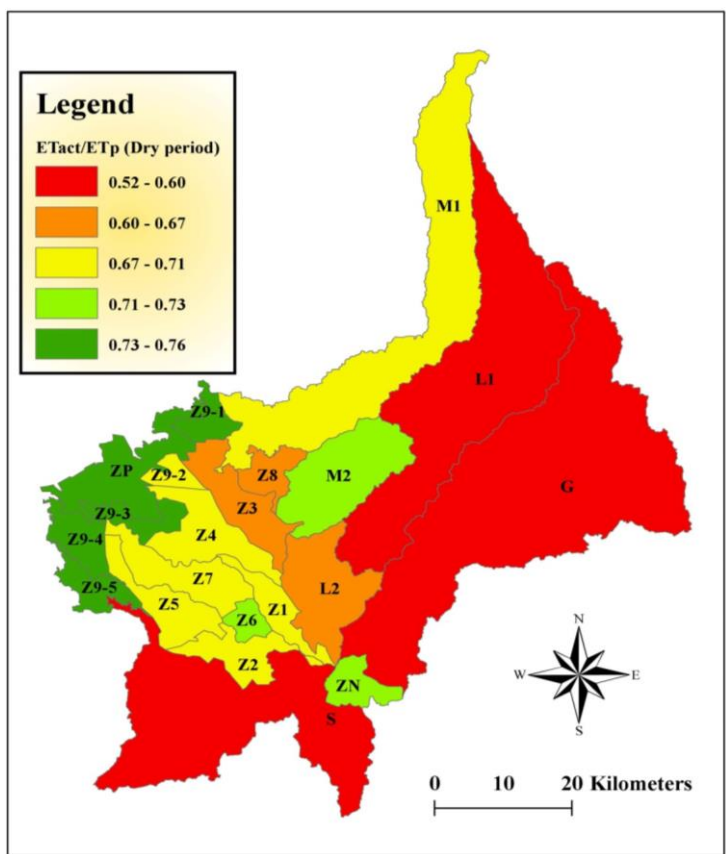 Legend
ETact/ETp (Dry period)
0.52 - 0.60
0.60 - 0.67
0.67 - 0.71
0.71 - 0.73
0.73 - 0.76
M1
L1
Z9-1
ZP
Z9-2
Z8
M2
G
Z3
Z9-3
Z4
Z9-4
Z7
Z9-5
L2
Z5
Z1
Z6
Z2
ZN
S
N
W
E
S
0 10 20 Kilometers